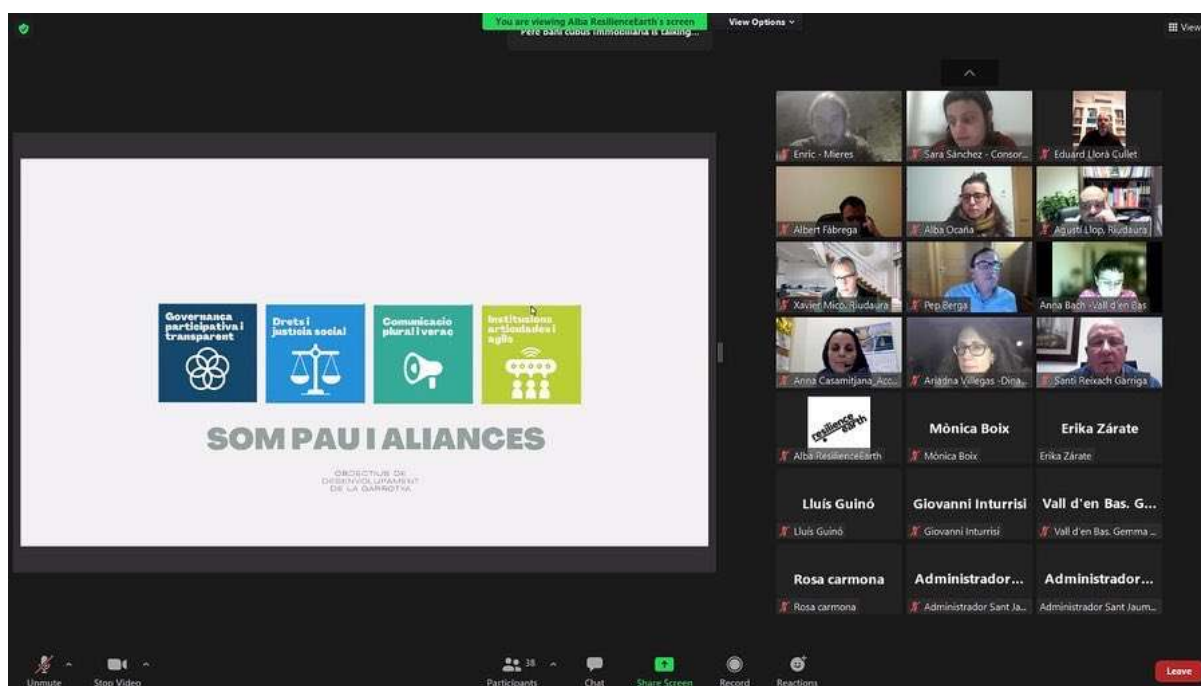 You are viewing Alba ResilienceEarth's screen
View Options
Pere Bahí cubus immobiliaria is talking...
View
Governança
participativa i
transparent
Drets i
justícia social
Comunicacio
plural i veraç
Institucions
articulades i
agils
SOM PAU I ALIANCES
OBJECTIUS DE
DESENVOLUPAMENT
DE LA GARROTXA
Enric - Mieres
Sara Sánchez - Consor...
Eduard Llorà Cullet
Albert Fàbrega
Alba Ocaña
Agustí Llop, Riudaura
Xavier Micó, Riudaura
Pep Berga
Anna Bach -Vall d'en Bas
Anna Casamitjana_Acc...
Ariadna Villegas -Dina...
Santi Reixach Garriga
resilience
earth
Alba ResilienceEarth
Mònica Boix
Mònica Boix
Erika Zárate
Erika Zárate
Lluís Guinó
Lluís Guinó
Giovanni Inturrisi
Giovanni Inturrisi
Vall d'en Bas. G...
Vall d'en Bas. Gemma ...
Rosa carmona
Rosa carmona
Administrador...
Administrador Sant Ja...
Administrador...
Administrador Sant Jaum...
Unmute
Stop Video
38
Participants
Chat
Share Screen
Record
Reactions
Leave